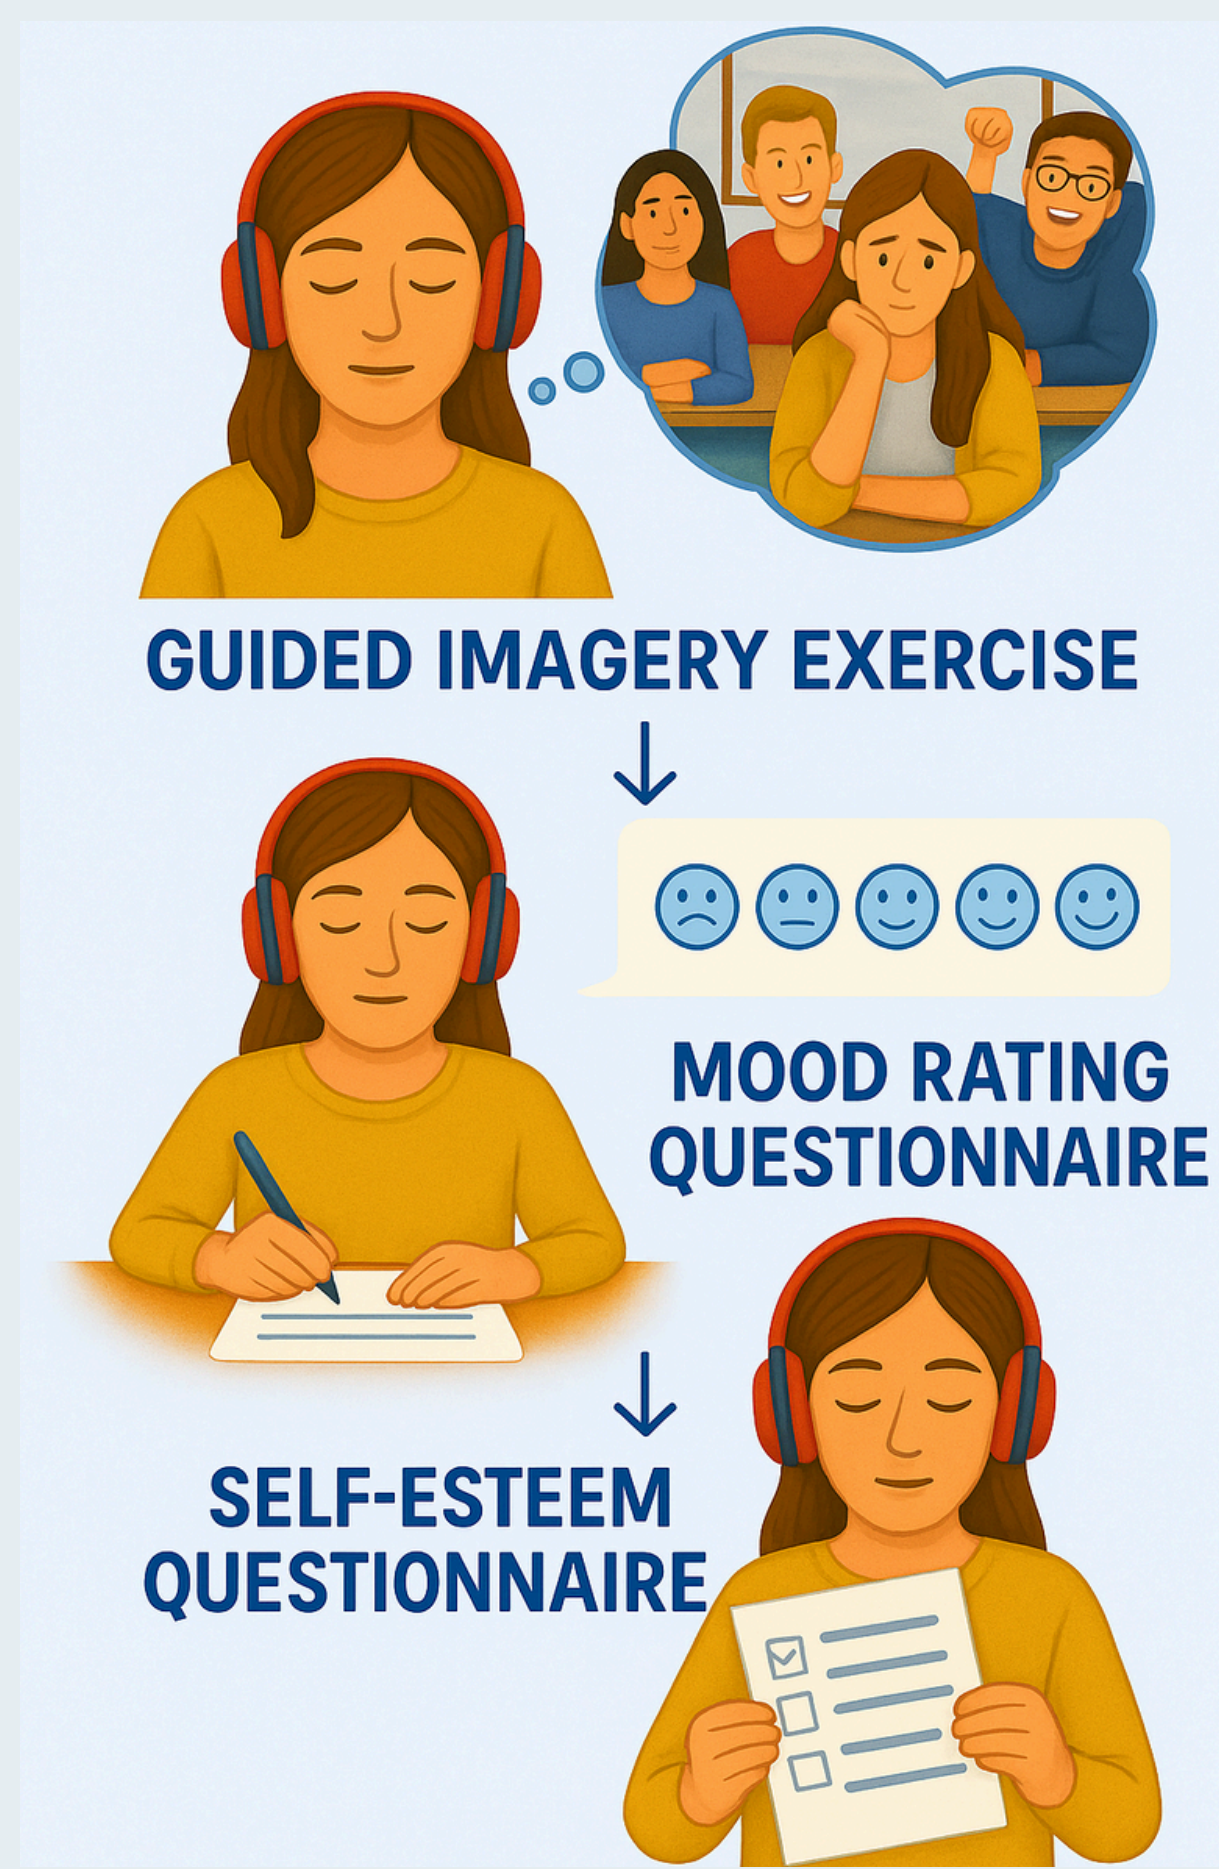 GUIDED IMAGERY EXERCISE
MOOD RATING
QUESTIONNAIRE
SELF-ESTEEM
QUESTIONNAIRE